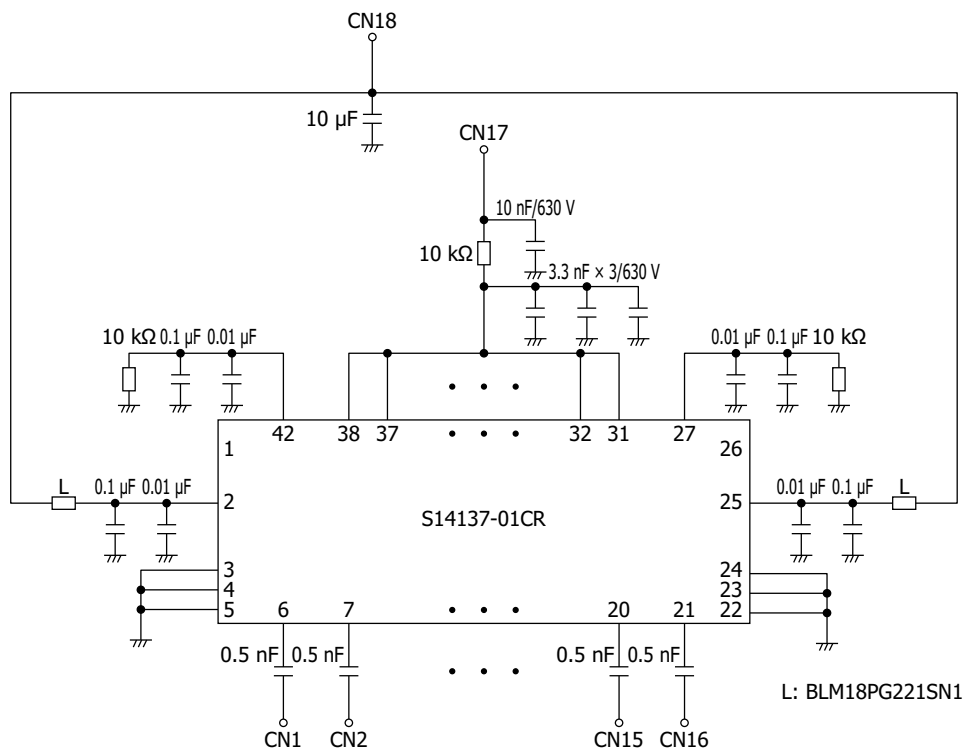 CN18
10 µF
CN17
10 nF/630 V
10 kΩ
3.3 nF × 3/630 V
10 kΩ 0.1 µF 0.01 µF
0.01 µF 0.1 µF 10 kΩ
42 38 37 • • • 32 31 27
1 26
L 0.1 µF 0.01 µF 2
25 0.01 µF 0.1 µF L
S14137-01CR
3 24
4 23
5 22
6 7 • • • 20 21
0.5 nF 0.5 nF • • • 0.5 nF 0.5 nF
L: BLM18PG221SN1
CN1 CN2 CN15 CN16